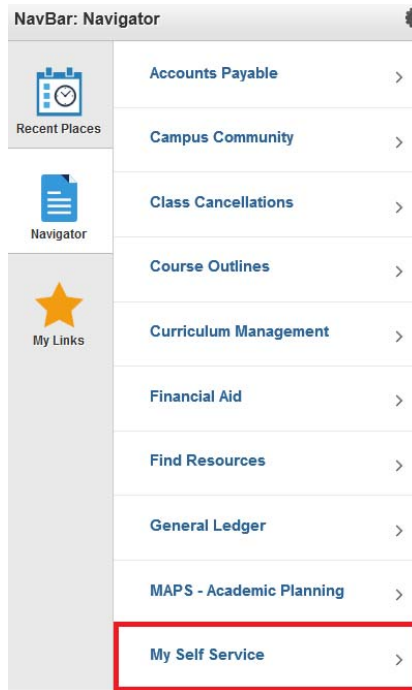 NavBar: Navigator
Recent Places
Navigator
My Links
Accounts Payable
Campus Community
Class Cancellations
Course Outlines
Curriculum Management
Financial Aid
Find Resources
General Ledger
MAPS - Academic Planning
My Self Service